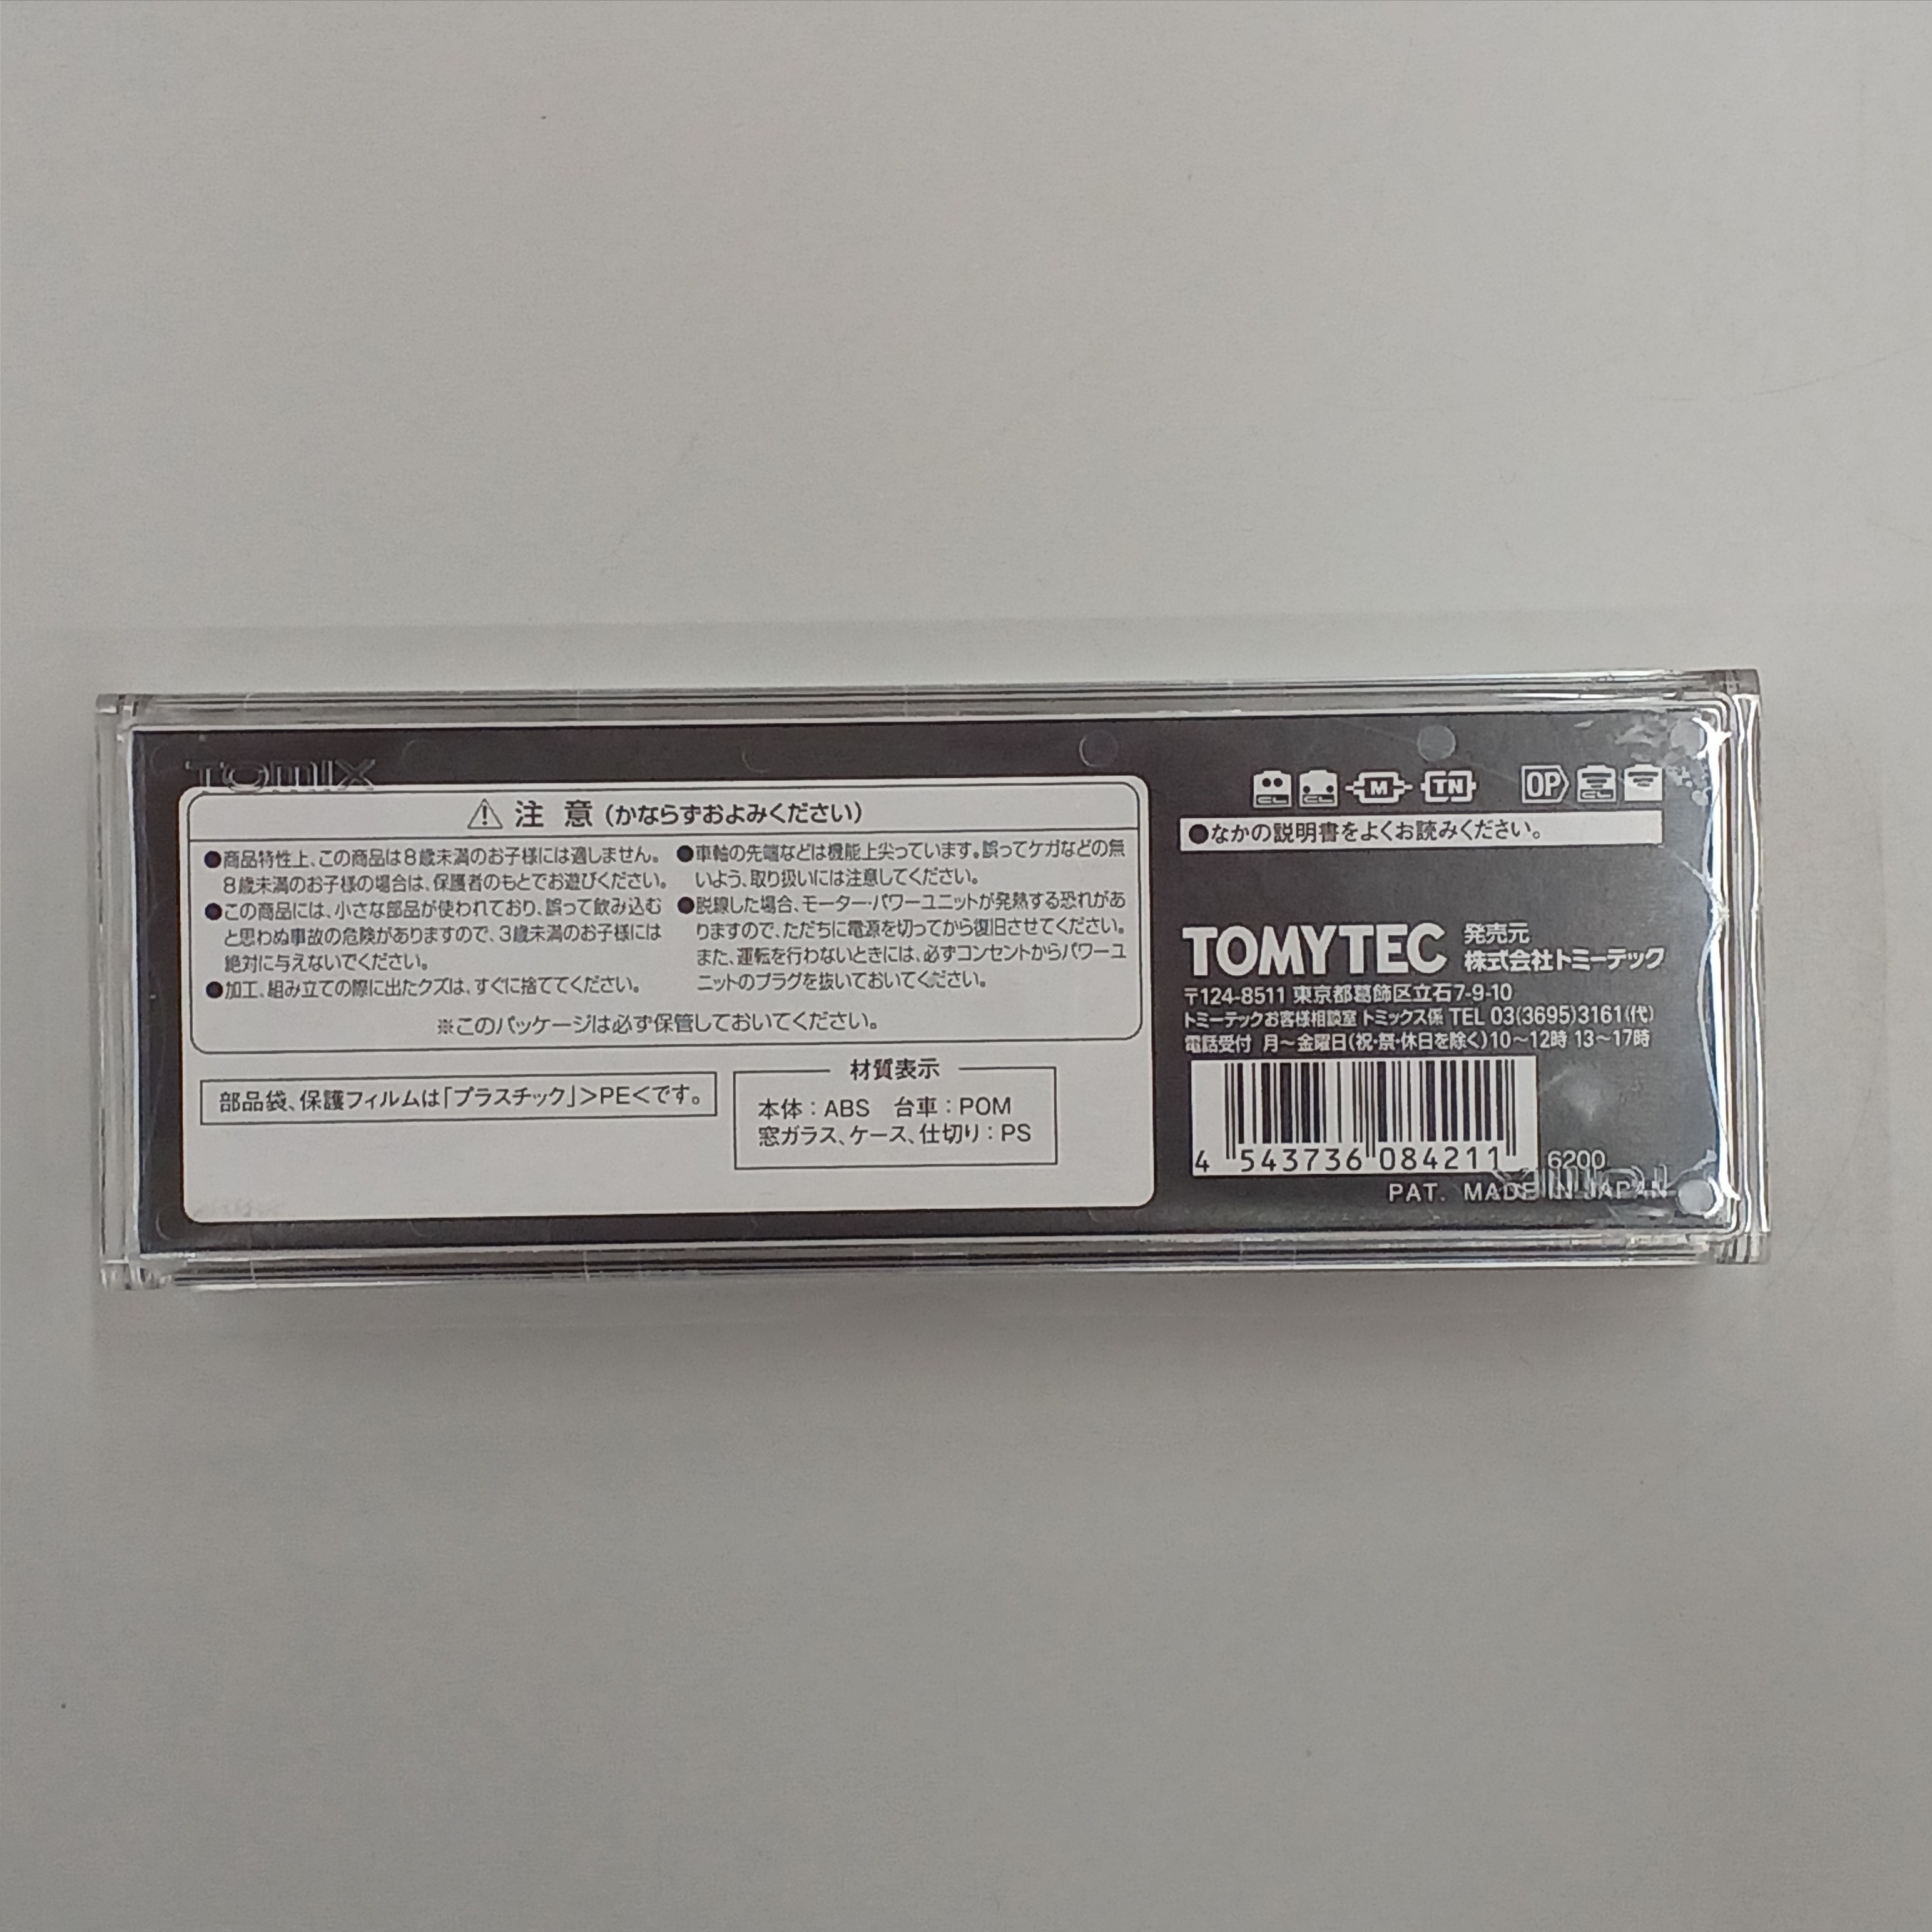 TOMIX
注 意 (かならずおよみください)
●商品特性上、この商品は8歳未満のお子様には適しません。
8歳未満のお子様の場合は、保護者のもとでお遊びください。
●この商品には、小さな部品が使われており、誤って飲み込む
と思わぬ事故の危険がありますので、3歳未満のお子様には
絶対に与えないでください。
●加工、組み立ての際に出たクズは、すぐに捨ててください。
●車軸の先端などは機能上尖っています。誤ってケガなどの無
いよう、取り扱いには注意してください。
●脱線した場合、モーター・パワーユニットが発熱する恐れがあ
りますので、ただちに電源を切ってから復旧させてください。
また、運転を行わないときには、必ずコンセントからパワーユ
ニットのプラグを抜いておいてください。
※このパッケージは必ず保管しておいてください。
部品袋、保護フィルムは「プラスチック」>PE<です。
材質表示
本体：ABS 台車：POM
窓ガラス、ケース、仕切り：PS
CL M TN OP CL
●なかの説明書をよくお読みください。
TOMYTEC 発売元
株式会社トミーテック
〒124-8511 東京都葛飾区立石7-9-10
トミーテックお客様相談室 トミックス係 TEL 03(3695)3161(代)
電話受付 月～金曜日(祝・祭・休日を除く)10～12時 13～17時
4 543736 084211
6200
PAT. MADE IN JAPAN